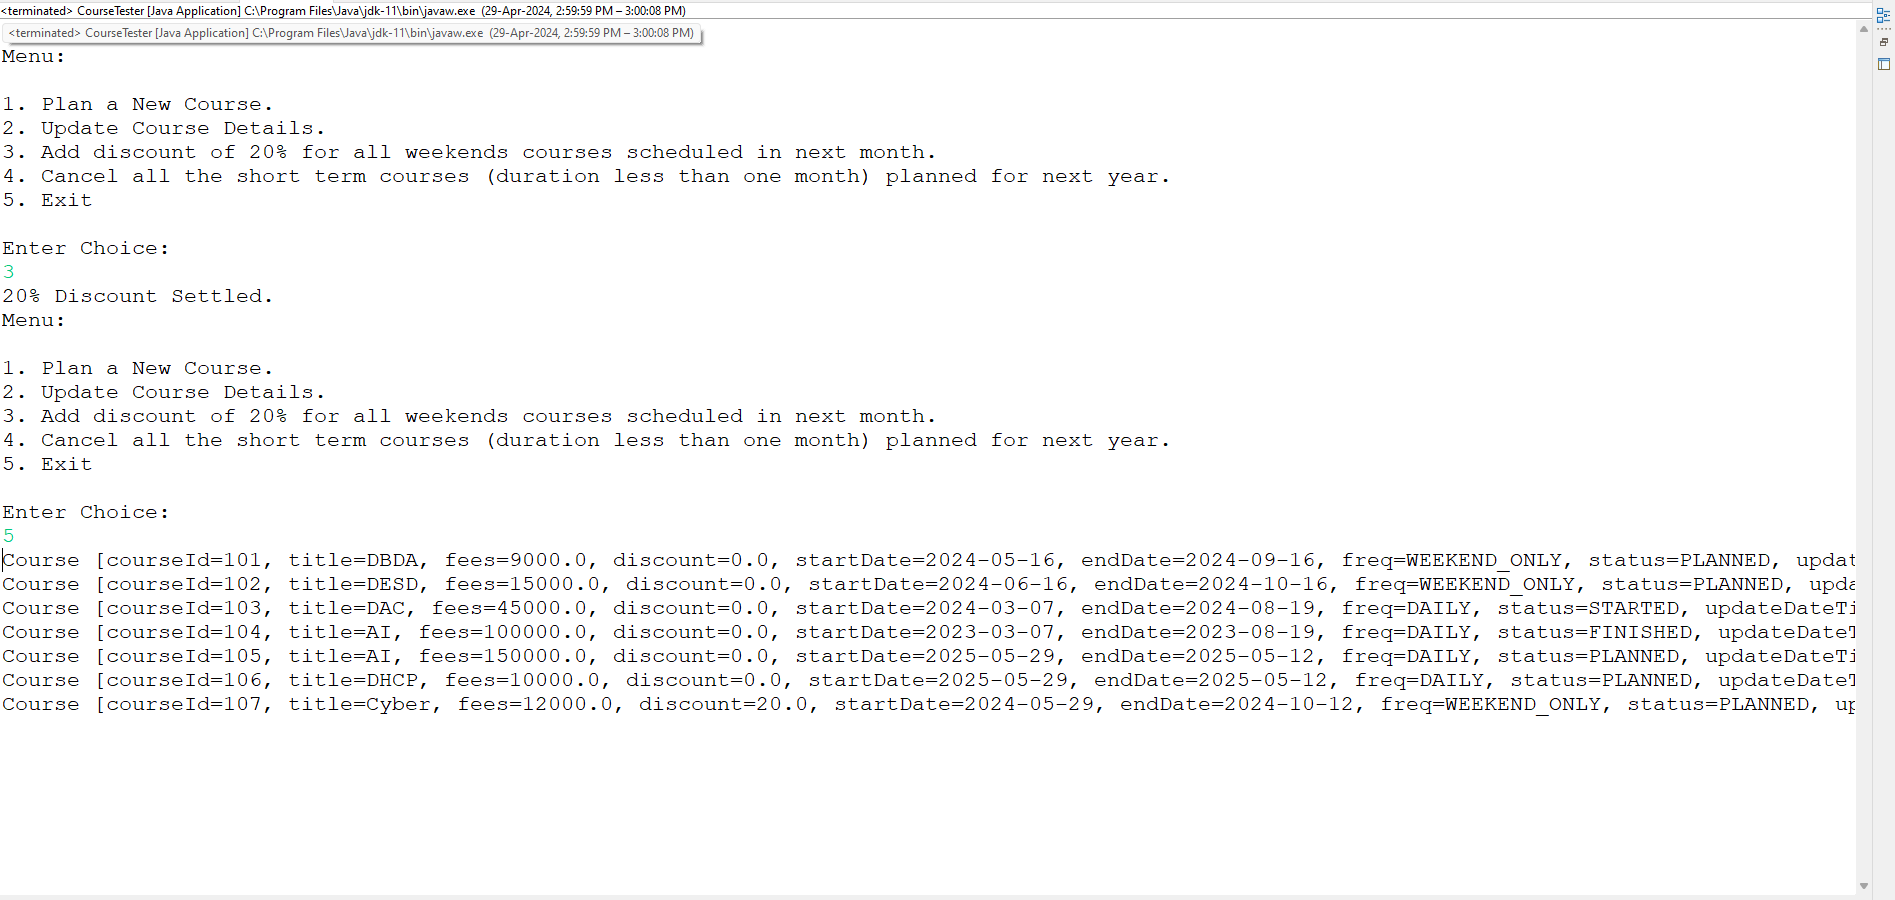 <terminated> CourseTester [Java Application] C:\Program Files\Java\jdk-11\bin\javaw.exe (29-Apr-2024, 2:59:59 PM – 3:00:08 PM)
<terminated> CourseTester [Java Application] C:\Program Files\Java\jdk-11\bin\javaw.exe (29-Apr-2024, 2:59:59 PM – 3:00:08 PM)
Menu:
1. Plan a New Course.
2. Update Course Details.
3. Add discount of 20% for all weekends courses scheduled in next month.
4. Cancel all the short term courses (duration less than one month) planned for next year.
5. Exit
Enter Choice:
3
20% Discount Settled.
Menu:
1. Plan a New Course.
2. Update Course Details.
3. Add discount of 20% for all weekends courses scheduled in next month.
4. Cancel all the short term courses (duration less than one month) planned for next year.
5. Exit
Enter Choice:
5
Course [courseId=101, title=DBDA, fees=9000.0, discount=0.0, startDate=2024-05-16, endDate=2024-09-16, freq=WEEKEND_ONLY, status=PLANNED, updat
Course [courseId=102, title=DESD, fees=15000.0, discount=0.0, startDate=2024-06-16, endDate=2024-10-16, freq=WEEKEND_ONLY, status=PLANNED, upda
Course [courseId=103, title=DAC, fees=45000.0, discount=0.0, startDate=2024-03-07, endDate=2024-08-19, freq=DAILY, status=STARTED, updateDateTi
Course [courseId=104, title=AI, fees=100000.0, discount=0.0, startDate=2023-03-07, endDate=2023-08-19, freq=DAILY, status=FINISHED, updateDateT
Course [courseId=105, title=AI, fees=150000.0, discount=0.0, startDate=2025-05-29, endDate=2025-05-12, freq=DAILY, status=PLANNED, updateDateTi
Course [courseId=106, title=DHCP, fees=10000.0, discount=0.0, startDate=2025-05-29, endDate=2025-05-12, freq=DAILY, status=PLANNED, updateDateT
Course [courseId=107, title=Cyber, fees=12000.0, discount=20.0, startDate=2024-05-29, endDate=2024-10-12, freq=WEEKEND_ONLY, status=PLANNED, up